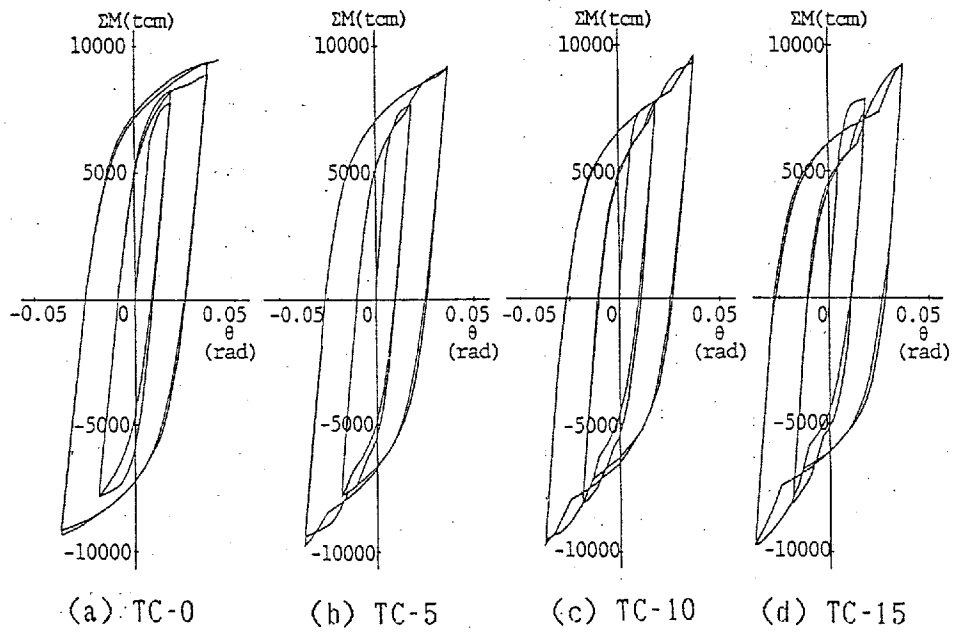 ΣM(tcm) ΣM(tcm) ΣM(tcm) ΣM(tcm)
10000 10000 10000 10000
5000 5000 5000 5000
-0.05 0 0.05 -0.05 0 0.05 -0.05 0 0.05 -0.05 0 0.05
θ θ θ θ
(rad) (rad) (rad) (rad)
-5000 -5000 -5000 -5000
-10000 -10000 -10000 -10000
(a) TC-0 (b) TC-5 (c) TC-10 (d) TC-15